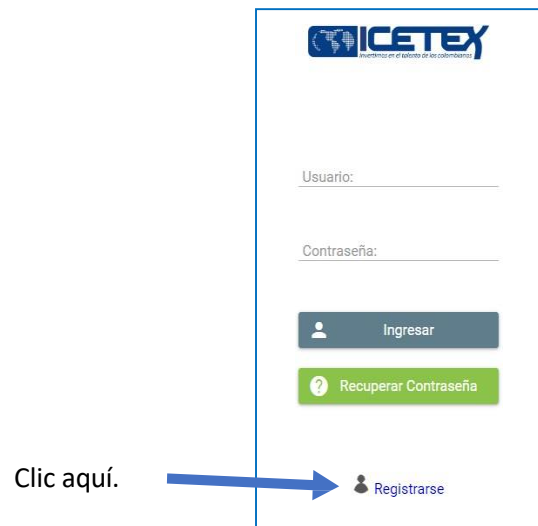 ICETEX
Invertimos en el talento de los colombianos
Usuario:
Contraseña:
Ingresar
? Recuperar Contraseña
Clic aquí.
Registrarse